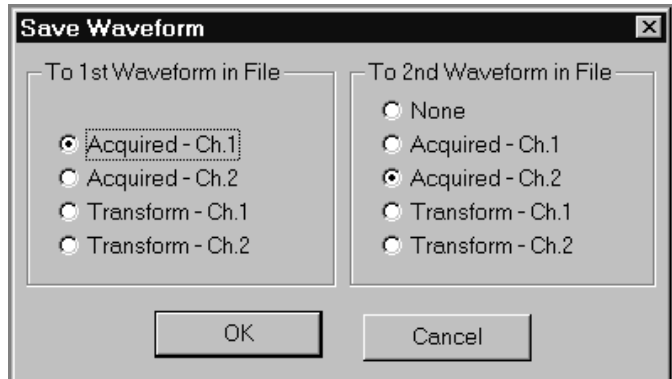 Save Waveform
To 1st Waveform in File
Acquired - Ch.1
Acquired - Ch.2
Transform - Ch.1
Transform - Ch.2
To 2nd Waveform in File
None
Acquired - Ch.1
Acquired - Ch.2
Transform - Ch.1
Transform - Ch.2
OK
Cancel